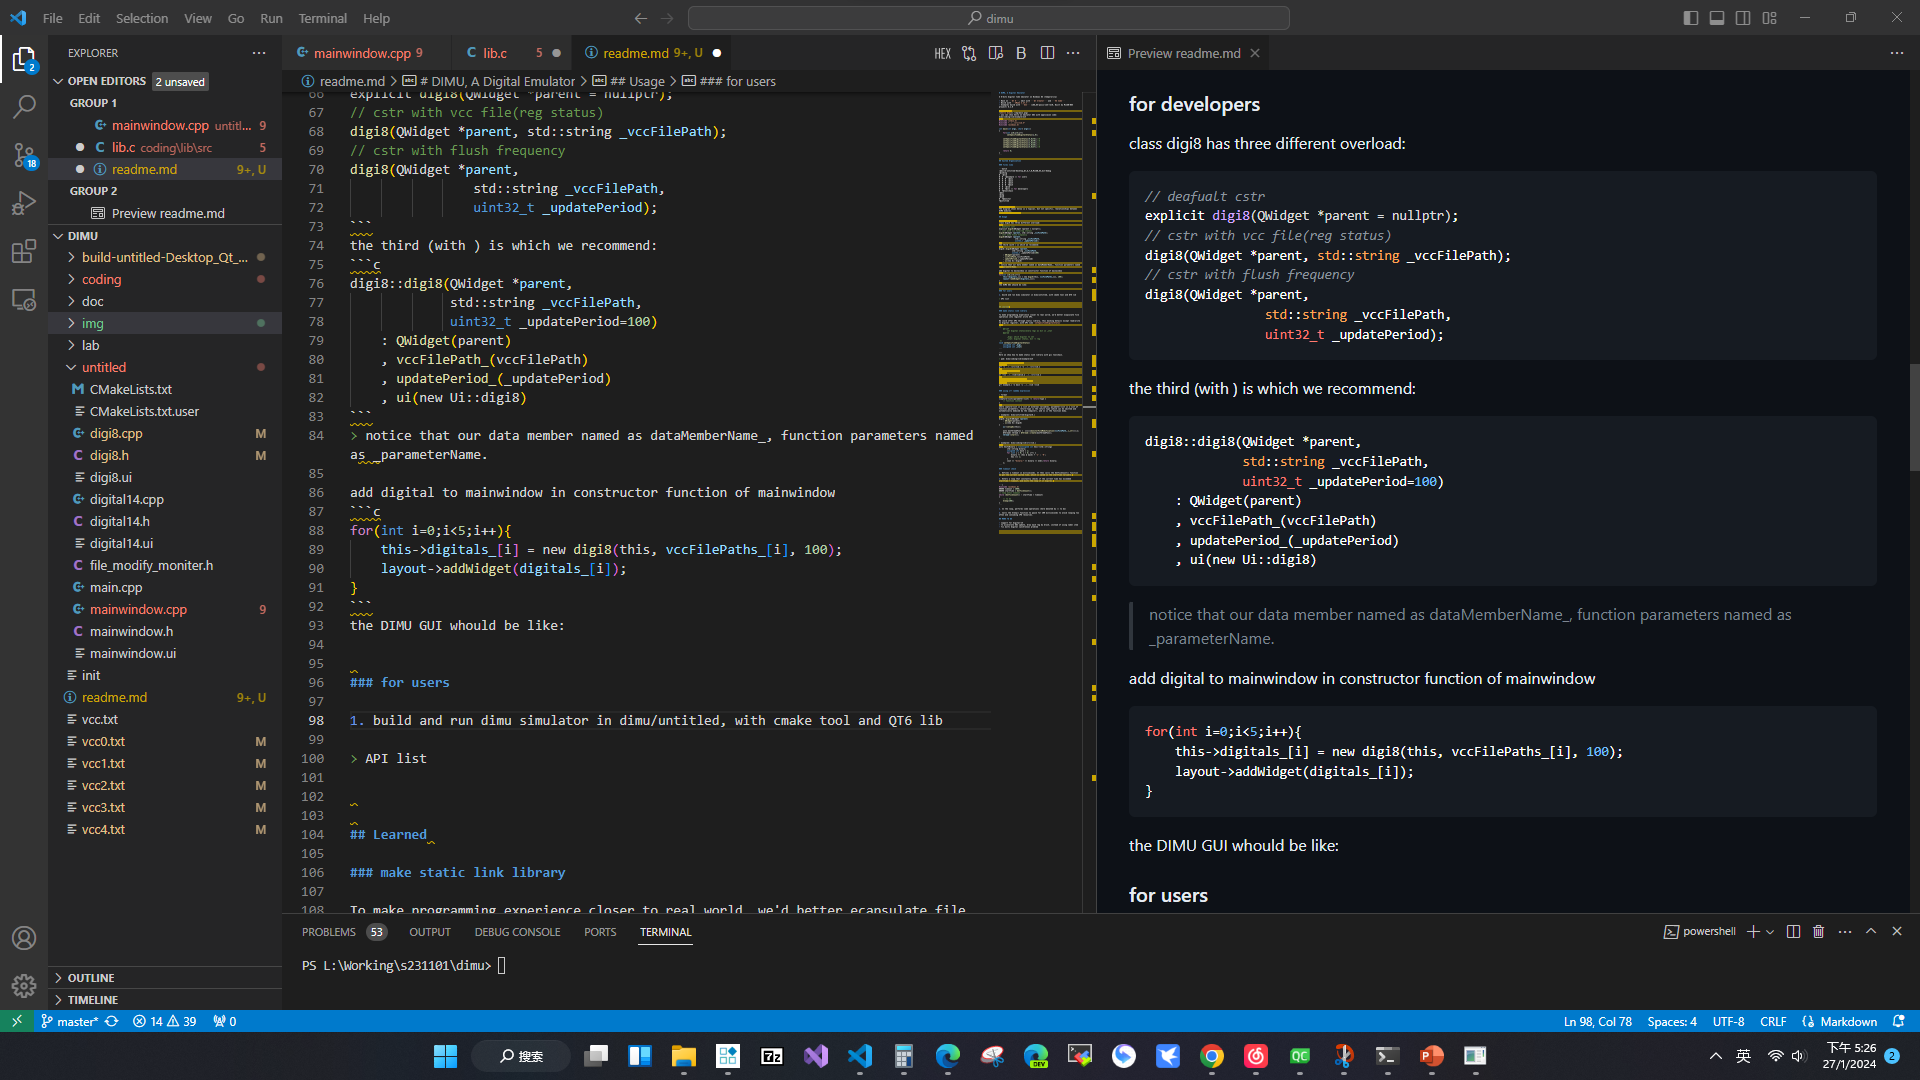 File Edit Selection View Go Run Terminal Help
dimu
EXPLORER
OPEN EDITORS 2 unsaved
GROUP 1
mainwindow.cpp untitl... 9
lib.c coding\lib\src 5
readme.md 9+, U
GROUP 2
Preview readme.md
DIMU
build-untitled-Desktop_Qt_...
coding
doc
img
lab
untitled
CMakeLists.txt
CMakeLists.txt.user
digi8.cpp M
digi8.h M
digi8.ui
digital14.cpp
digital14.h
digital14.ui
file_modify_moniter.h
main.cpp
mainwindow.cpp 9
mainwindow.h
mainwindow.ui
init
readme.md 9+, U
vcc.txt
vcc0.txt M
vcc1.txt M
vcc2.txt M
vcc3.txt M
vcc4.txt M
OUTLINE
TIMELINE
mainwindow.cpp 9
lib.c 5
readme.md 9+, U
HEX
B
readme.md > # DIMU, A Digital Emulator > ## Usage > ### for users
66 explicit digi8(QWidget *parent = nullptr);
67 // cstr with vcc file(reg status)
68 digi8(QWidget *parent, std::string _vccFilePath);
69 // cstr with flush frequency
70 digi8(QWidget *parent,
71 std::string _vccFilePath,
72 uint32_t _updatePeriod);
73 ```
74 the third (with ) is which we recommend:
75 ```c
76 digi8::digi8(QWidget *parent,
77 std::string _vccFilePath,
78 uint32_t _updatePeriod=100)
79 : QWidget(parent)
80 , vccFilePath_(vccFilePath)
81 , updatePeriod_(_updatePeriod)
82 , ui(new Ui::digi8)
83 ```
84 > notice that our data member named as dataMemberName_, function parameters named
as _parameterName.
85
86 add digital to mainwindow in constructor function of mainwindow
87 ```c
88 for(int i=0;i<5;i++){
89 this->digitals_[i] = new digi8(this, vccFilePaths_[i], 100);
90 layout->addWidget(digitals_[i]);
91 }
92 ```
93 the DIMU GUI whould be like:
94
95
96 ### for users
97
98 1. build and run dimu simulator in dimu/untitled, with cmake tool and QT6 lib
99
100 > API list
101
102
103
104 ## Learned
105
106 ### make static link library
107
108 To make programming experience closer to real world, we'd better ecapsulate file
Preview readme.md
for developers
class digi8 has three different overload:
// deafualt cstr
explicit digi8(QWidget *parent = nullptr);
// cstr with vcc file(reg status)
digi8(QWidget *parent, std::string _vccFilePath);
// cstr with flush frequency
digi8(QWidget *parent,
std::string _vccFilePath,
uint32_t _updatePeriod);
the third (with ) is which we recommend:
digi8::digi8(QWidget *parent,
std::string _vccFilePath,
uint32_t _updatePeriod=100)
: QWidget(parent)
, vccFilePath_(vccFilePath)
, updatePeriod_(_updatePeriod)
, ui(new Ui::digi8)
notice that our data member named as dataMemberName_, function parameters named as
_parameterName.
add digital to mainwindow in constructor function of mainwindow
for(int i=0;i<5;i++){
this->digitals_[i] = new digi8(this, vccFilePaths_[i], 100);
layout->addWidget(digitals_[i]);
}
the DIMU GUI whould be like:
for users
PROBLEMS 53 OUTPUT DEBUG CONSOLE PORTS TERMINAL
powershell
PS L:\Working\s231101\dimu>
2
18
master* 14 39 0
Ln 98, Col 78 Spaces: 4 UTF-8 CRLF Markdown
搜索
7z
DEV
QC
P
英
下午 5:26
27/1/2024
2